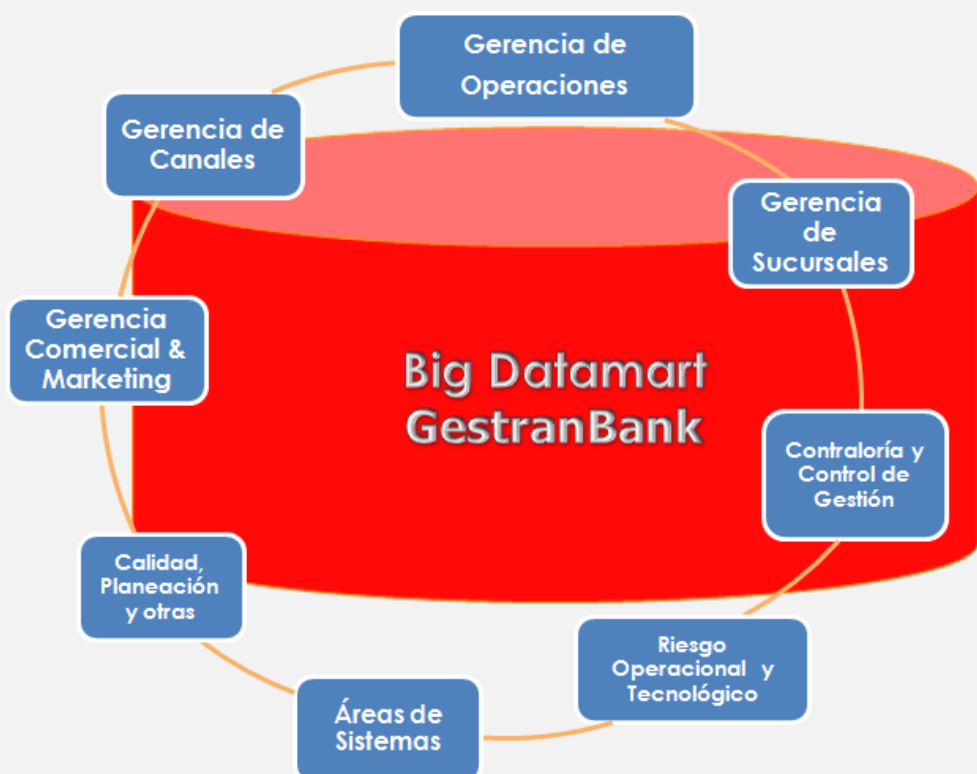 Gerencia de
Operaciones
Gerencia de
Canales
Gerencia
de
Sucursales
Gerencia
Comercial &
Marketing
Big Datamart
GestranBank
Contraloría y
Control de
Gestión
Calidad,
Planeación
y otras
Riesgo
Operacional y
Tecnológico
Áreas de
Sistemas